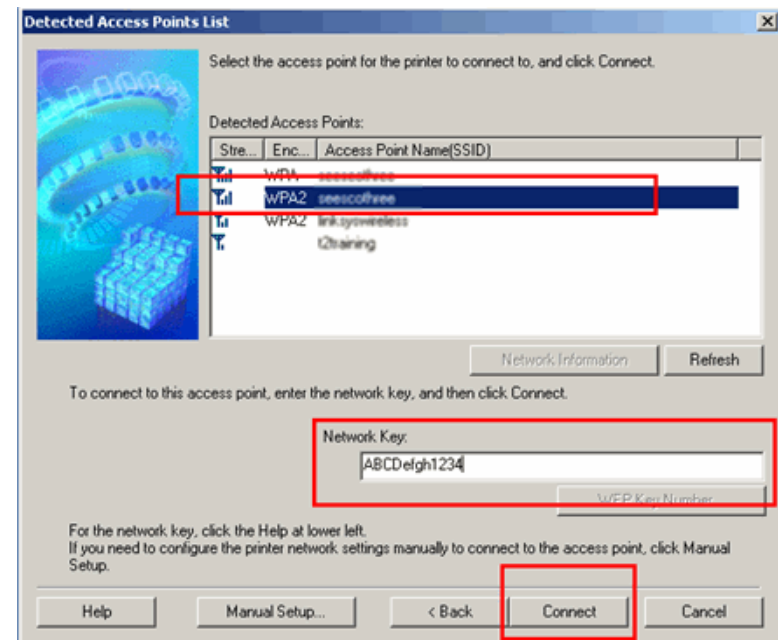 Detected Access Points List
Select the access point for the printer to connect to, and click Connect.
Detected Access Points:
Stre... Enc... Access Point Name(SSID)
WPA
WPA2 seescothree
WPA2 linksyswireless
t2training
Network Information Refresh
To connect to this access point, enter the network key, and then click Connect.
Network Key:
ABCDefgh1234
WEP Key Number
For the network key, click the Help at lower left.
If you need to configure the printer network settings manually to connect to the access point, click Manual
Setup.
Help Manual Setup... < Back Connect Cancel